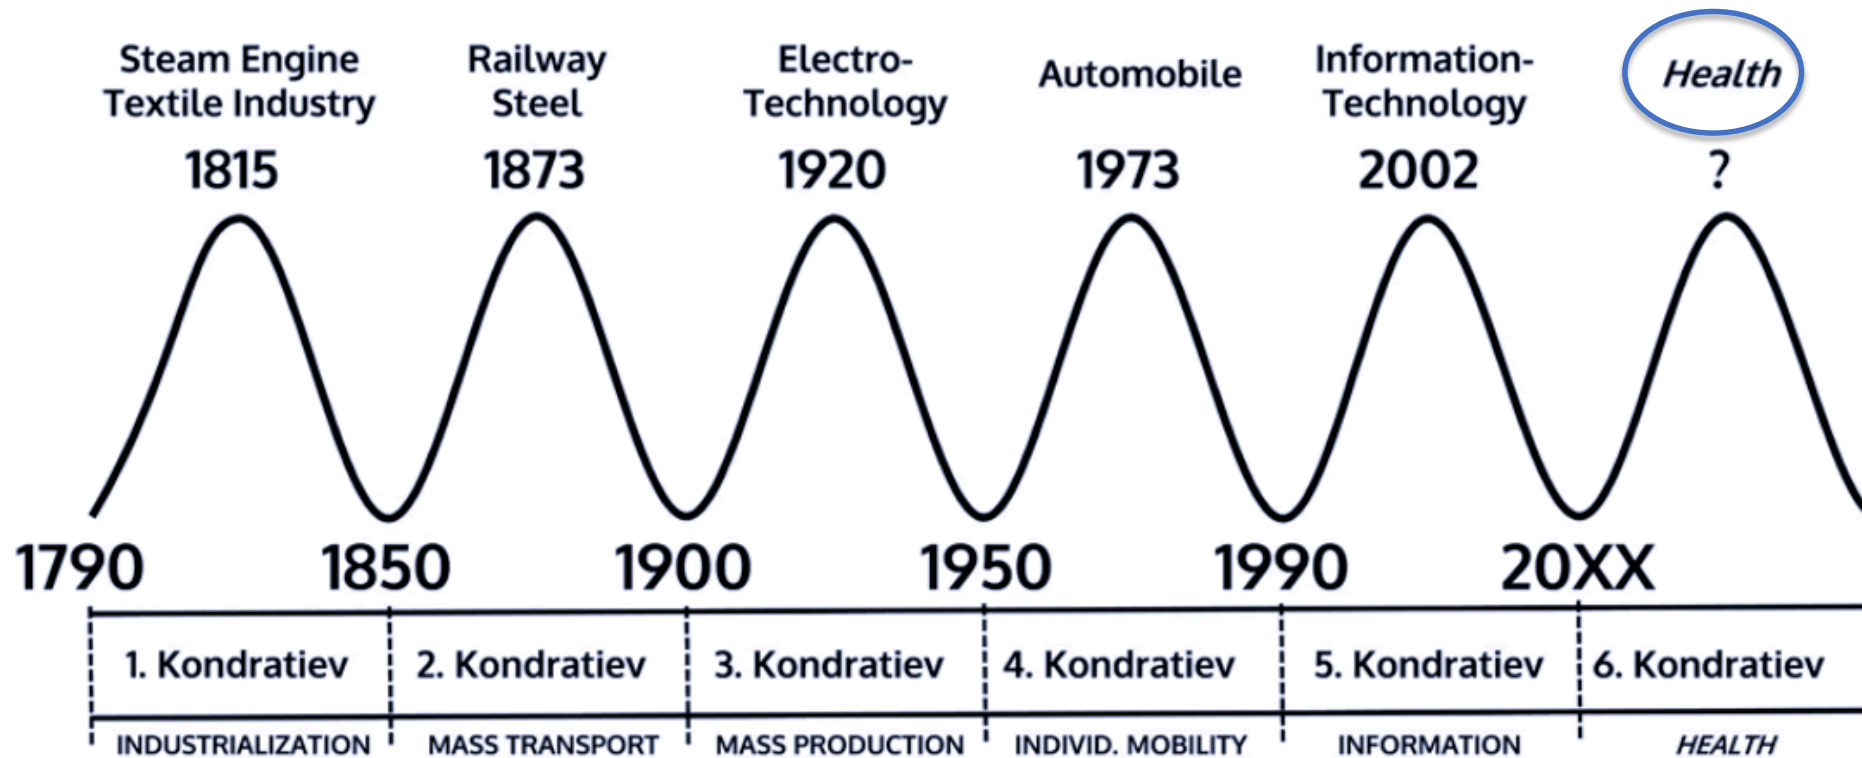 Steam Engine
Textile Industry
1815
Railway
Steel
1873
Electro-
Technology
1920
Automobile
1973
Information-
Technology
2002
Health
?
1790
1850
1900
1950
1990
20XX
1. Kondratiev
2. Kondratiev
3. Kondratiev
4. Kondratiev
5. Kondratiev
6. Kondratiev
INDUSTRIALIZATION
MASS TRANSPORT
MASS PRODUCTION
INDIVID. MOBILITY
INFORMATION
HEALTH